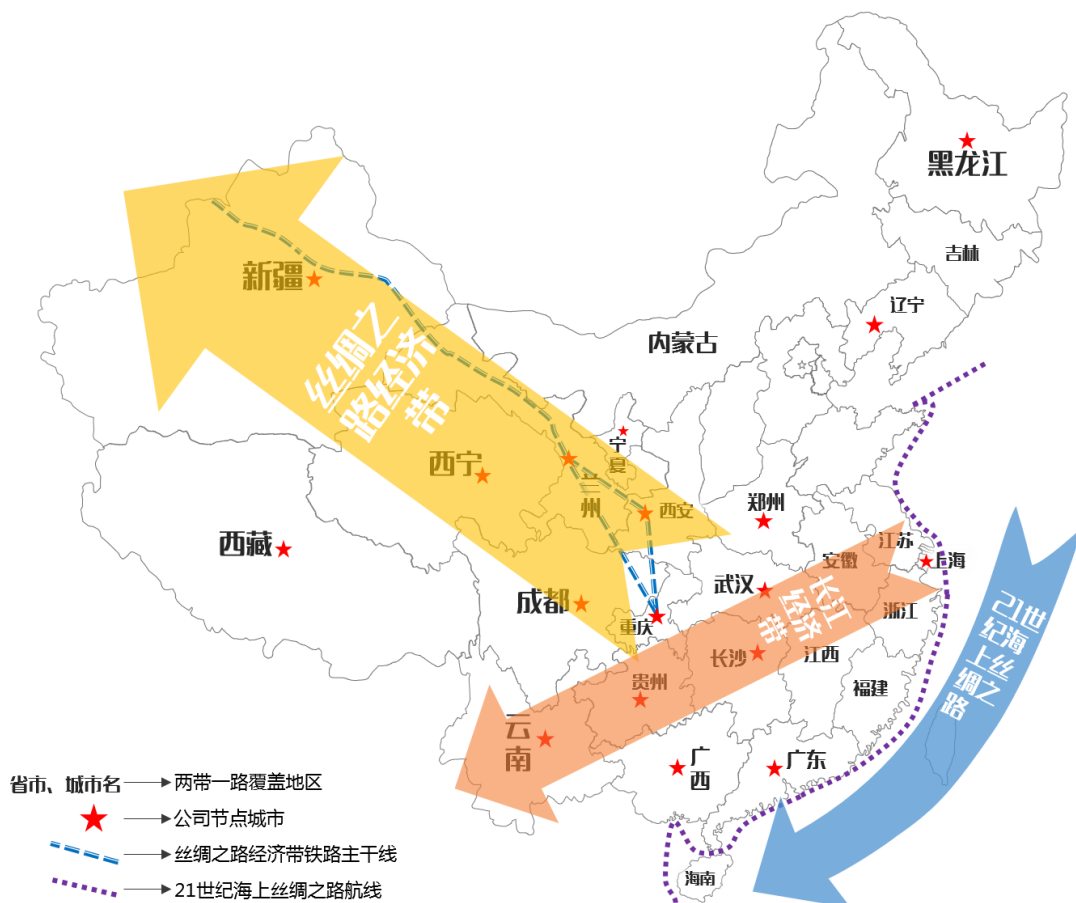 黑龙江
吉林
辽宁
新疆
内蒙古
丝绸之
路经济
带
宁
夏
西宁
兰
州
西安
郑州
西藏
江苏
上海
安徽
成都
武汉
长江
经济
带
重庆
浙江
21世
纪海
上丝
绸之
路
长沙
江西
贵州
福建
云
南
广
西
广东
海南
省市、城市名
两带一路覆盖地区
公司节点城市
丝绸之路经济带铁路主干线
21世纪海上丝绸之路航线